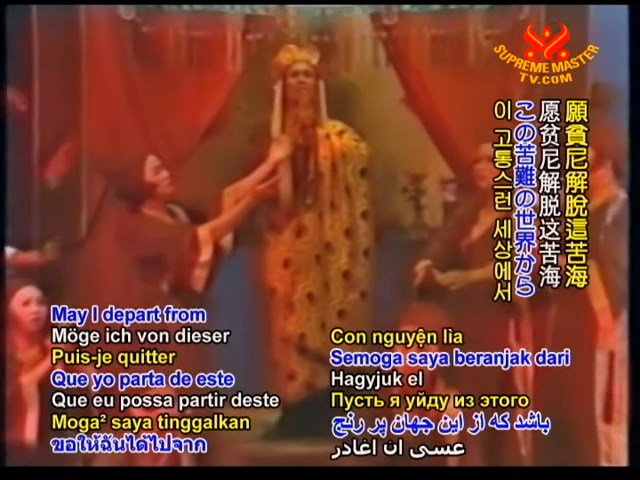 SUPREME MASTER
TV.COM
願貧尼解脫這苦海
愿贫尼解脱这苦海
この苦難の世界から
이 고통스런 세상에서
May I depart from
Möge ich von dieser
Puis-je quitter
Que yo parta de este
Que eu possa partir deste
Moga² saya tinggalkan
ขอให้ฉันได้ไปจาก
Con nguyện lìa
Semoga saya beranjak dari
Hagyjuk el
Пусть я уйду из этого
باشد که از این جهان پر رنج
عسى ان اغادر